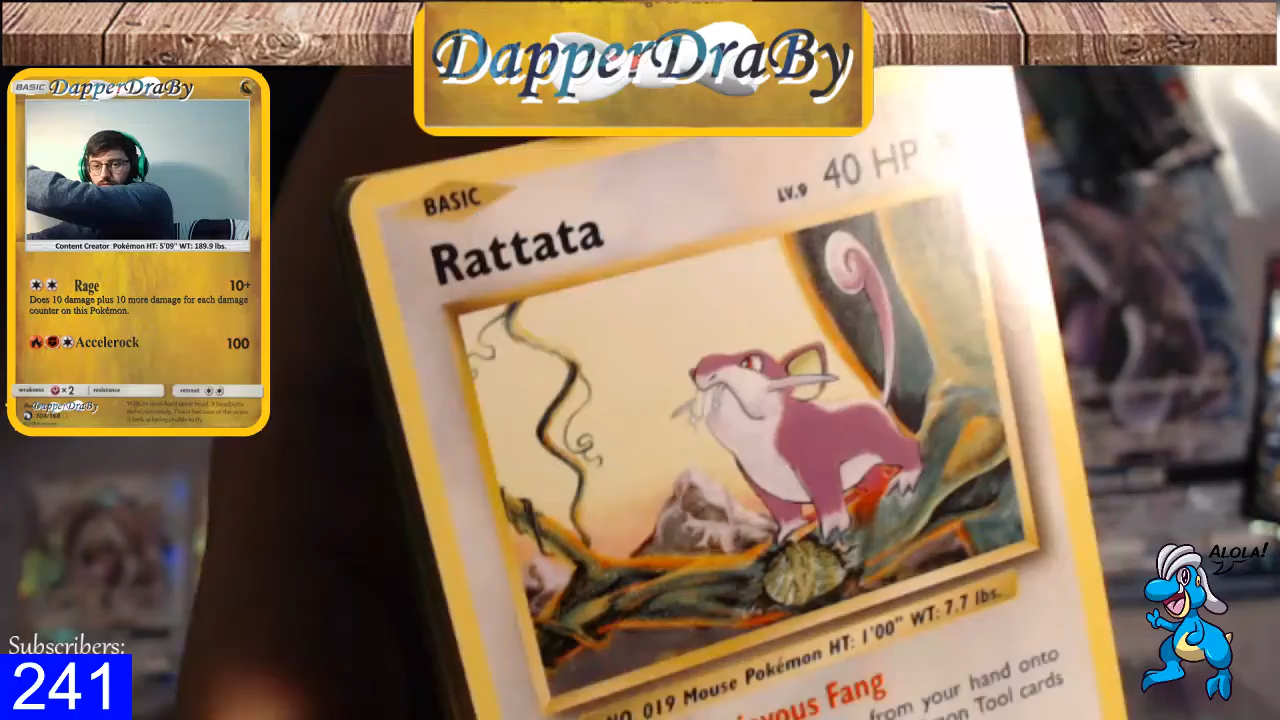 DapperDraBy
BASIC DapperDraBy
Content Creator Pokémon HT: 5'09" WT: 189.9 lbs.
Rage 10+
Does 10 damage plus 10 more damage for each damage
counter on this Pokémon.
Accelerock 100
weakness ×2 resistance retreat
DapperDraBy
104/168
Subscribers:
241
BASIC
Rattata
LV.9 40 HP
NO. 019 Mouse Pokémon HT: 1'00" WT: 7.7 lbs.
Fang
from your hand onto
Tool cards
ALOLA!